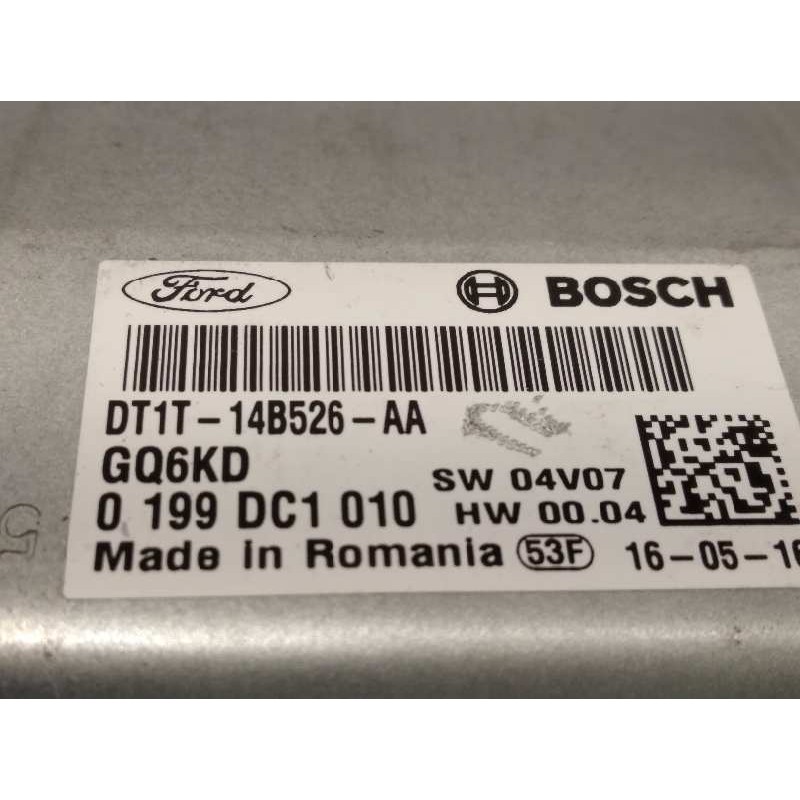 Ford BOSCH
DT1T-14B526-AA
GQ6KD SW 04V07
0 199 DC1 010 HW 00.04
Made in Romania 53F 16-05-16